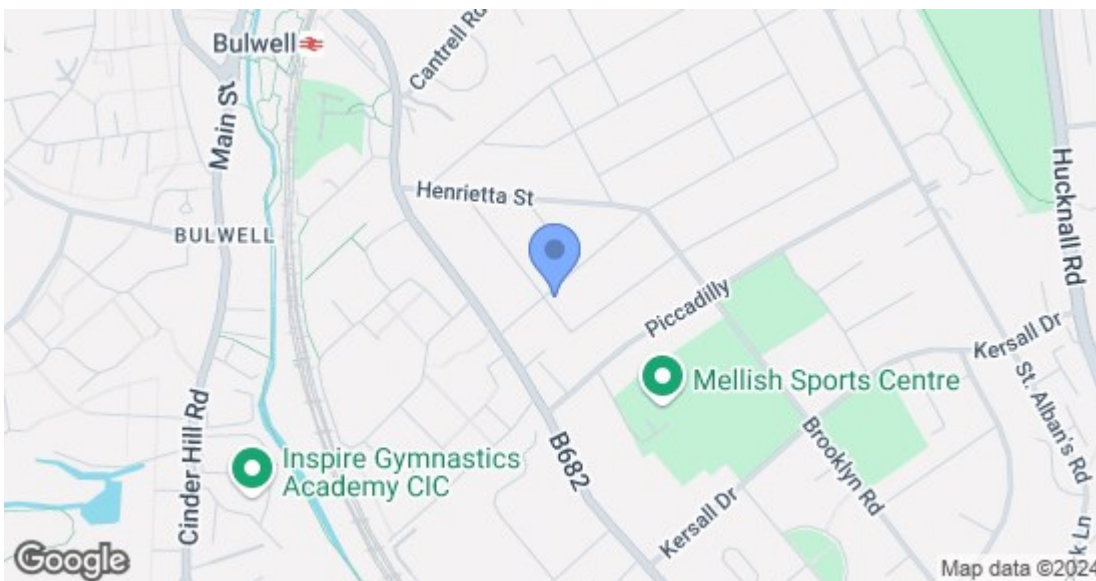 Bulwell
Cantrell Rd
Main St
Henrietta St
Hucknall Rd
BULWELL
Piccadilly
Kersall Dr
Mellish Sports Centre
St. Alban's Rd
Cinder Hill Rd
B682
Brooklyn Rd
Inspire Gymnastics
Academy CIC
Kersall Dr
Google
Map data ©2024